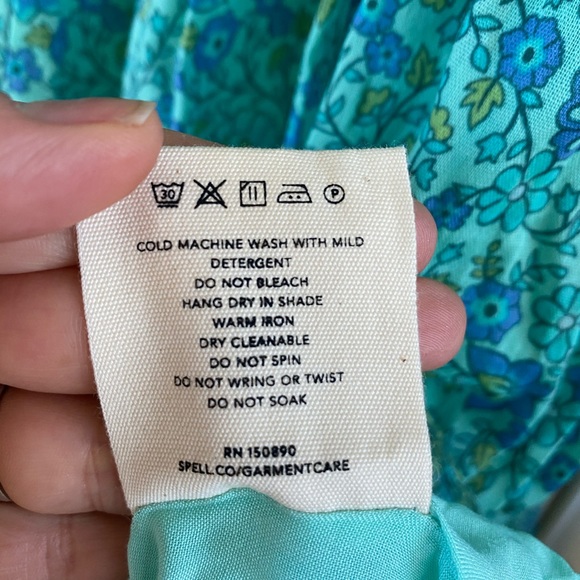 30 P
COLD MACHINE WASH WITH MILD
DETERGENT
DO NOT BLEACH
HANG DRY IN SHADE
WARM IRON
DRY CLEANABLE
DO NOT SPIN
DO NOT WRING OR TWIST
DO NOT SOAK
RN 150890
SPELL.CO/GARMENTCARE